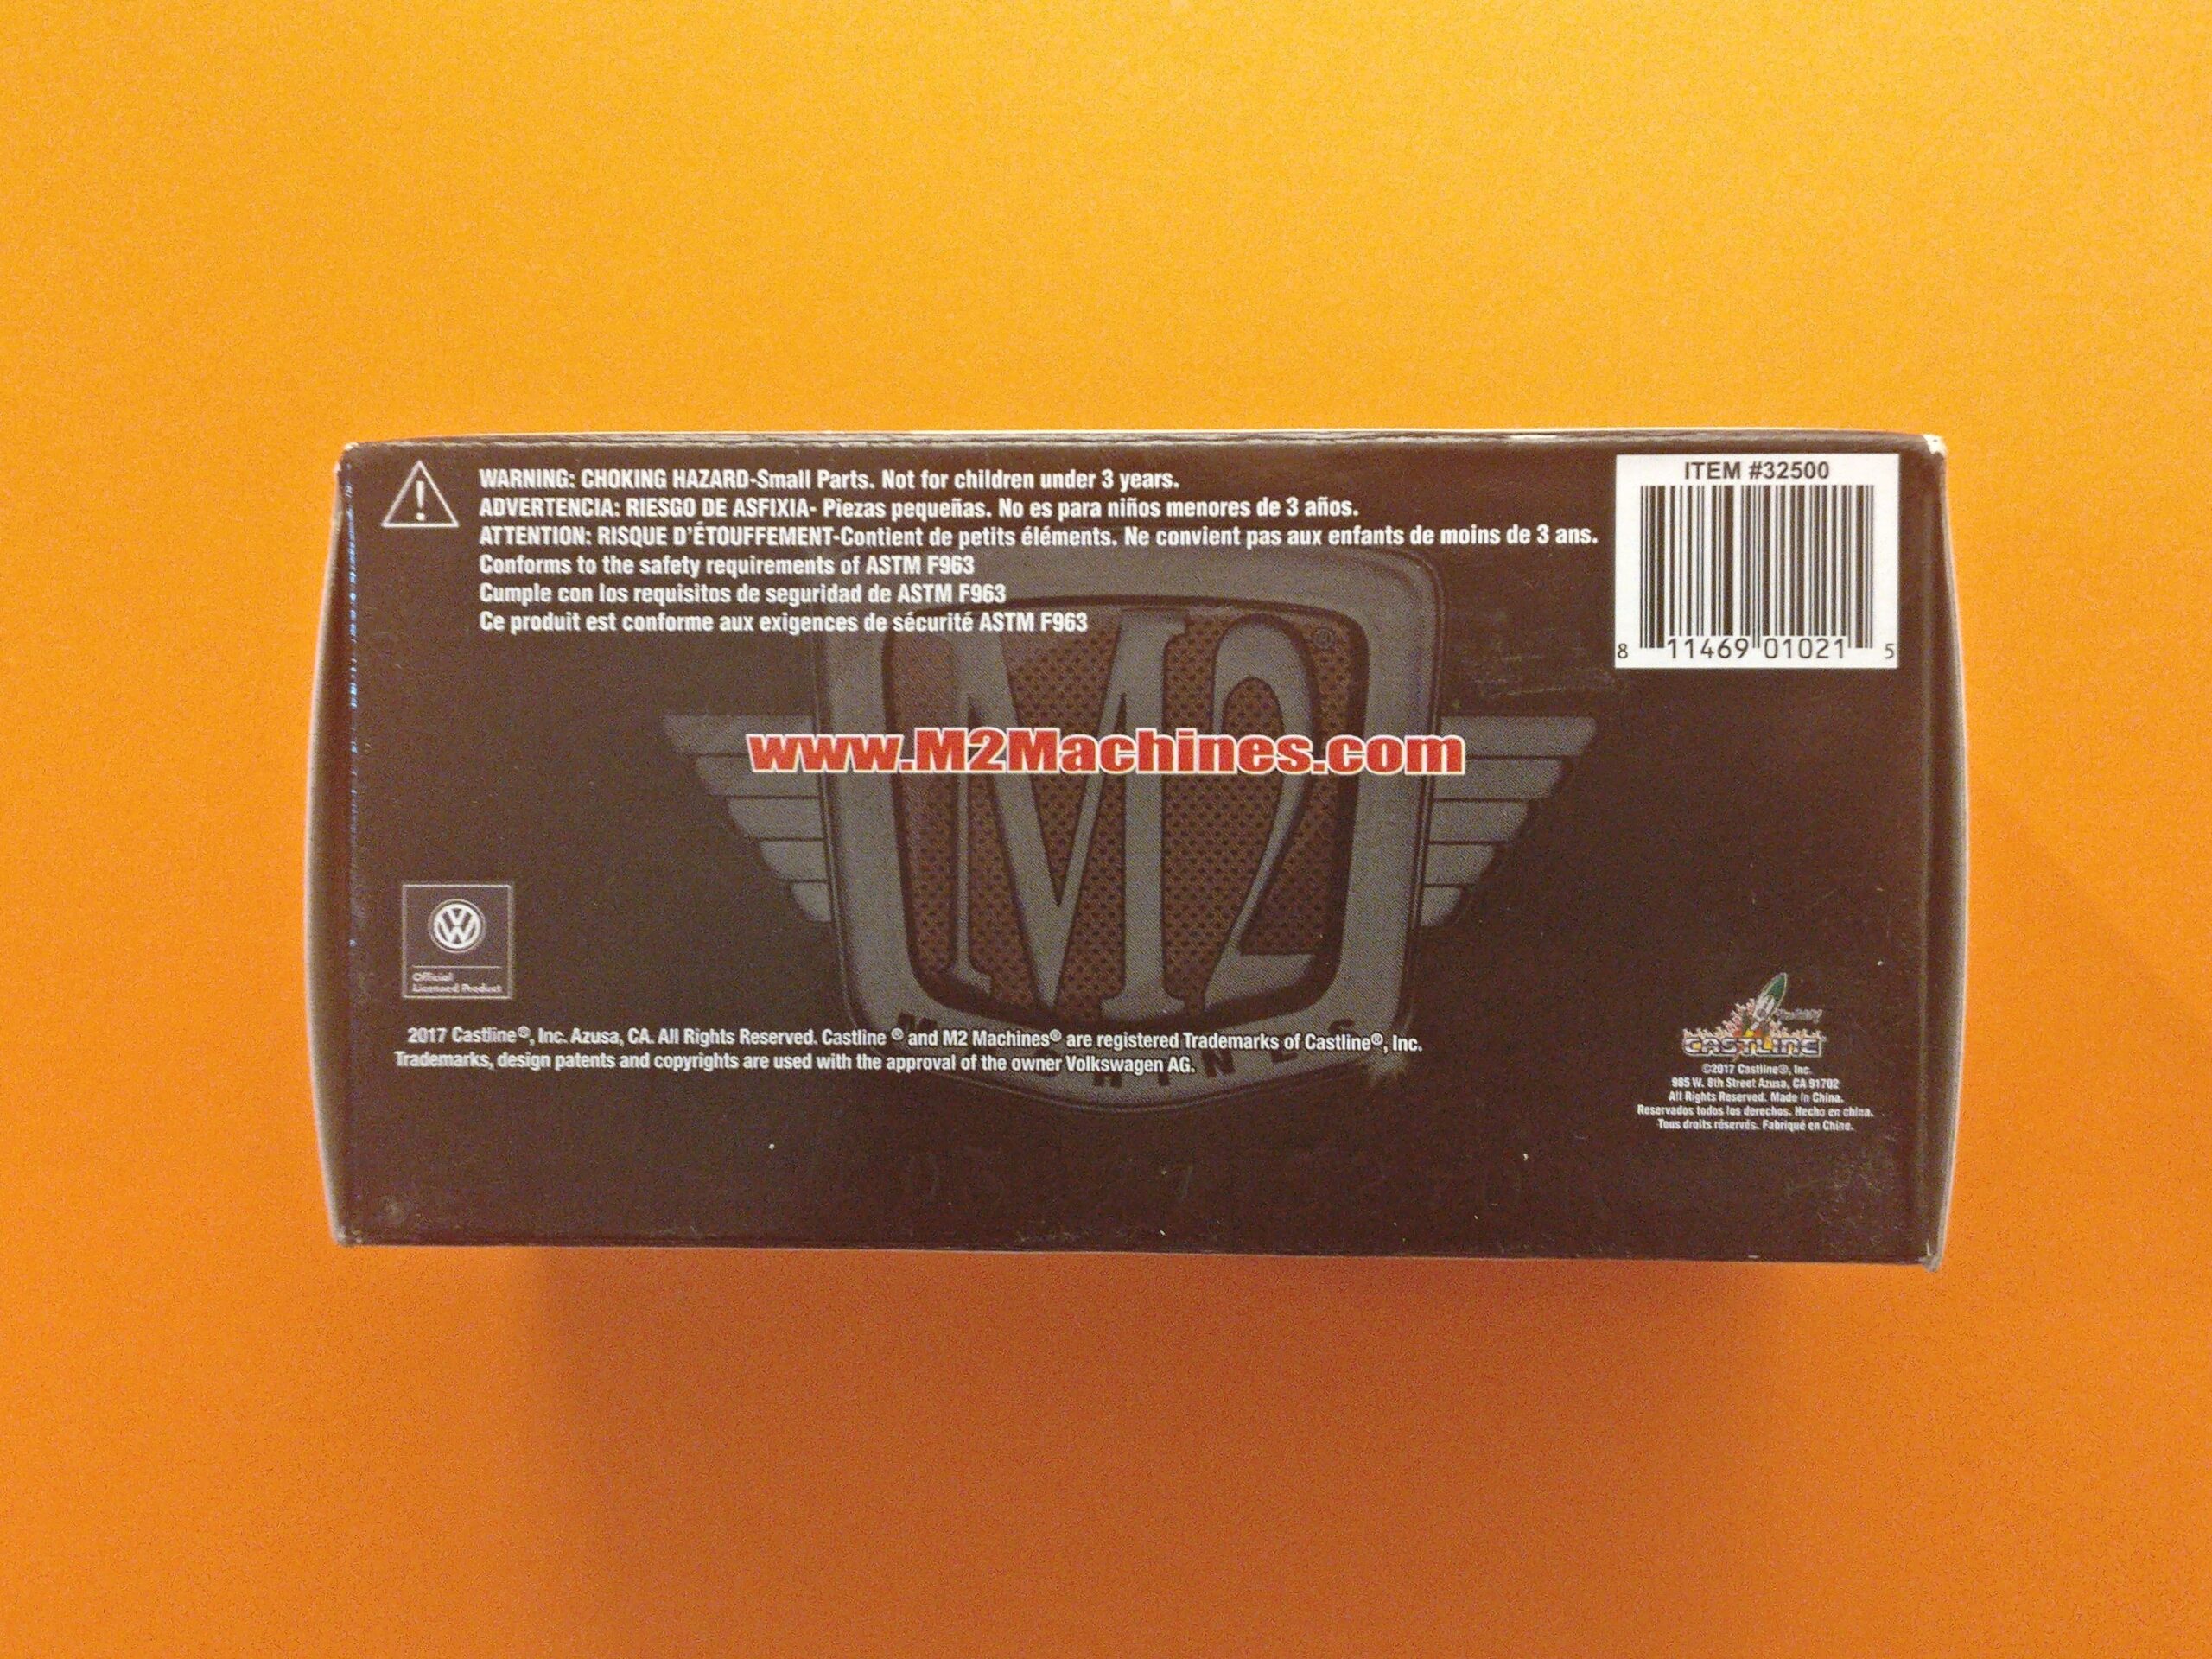 WARNING: CHOKING HAZARD-Small Parts. Not for children under 3 years.
ADVERTENCIA: RIESGO DE ASFIXIA- Piezas pequeñas. No es para niños menores de 3 años.
ATTENTION: RISQUE D'ÉTOUFFEMENT-Contient de petits éléments. Ne convient pas aux enfants de moins de 3 ans.
Conforms to the safety requirements of ASTM F963
Cumple con los requisitos de seguridad de ASTM F963
Ce produit est conforme aux exigences de sécurité ASTM F963
ITEM #32500
8 11469 01021 5
M2®
www.M2Machines.com
MACHINES
VW
Official
Licensed Product
2017 Castline®, Inc. Azusa, CA. All Rights Reserved. Castline ® and M2 Machines® are registered Trademarks of Castline®, Inc.
Trademarks, design patents and copyrights are used with the approval of the owner Volkswagen AG.
CASTLINE
©2017 Castline®, Inc.
985 W. 8th Street Azusa, CA 91702
All Rights Reserved. Made in China.
Reservados todos los derechos. Hecho en china.
Tous droits réservés. Fabriqué en Chine.